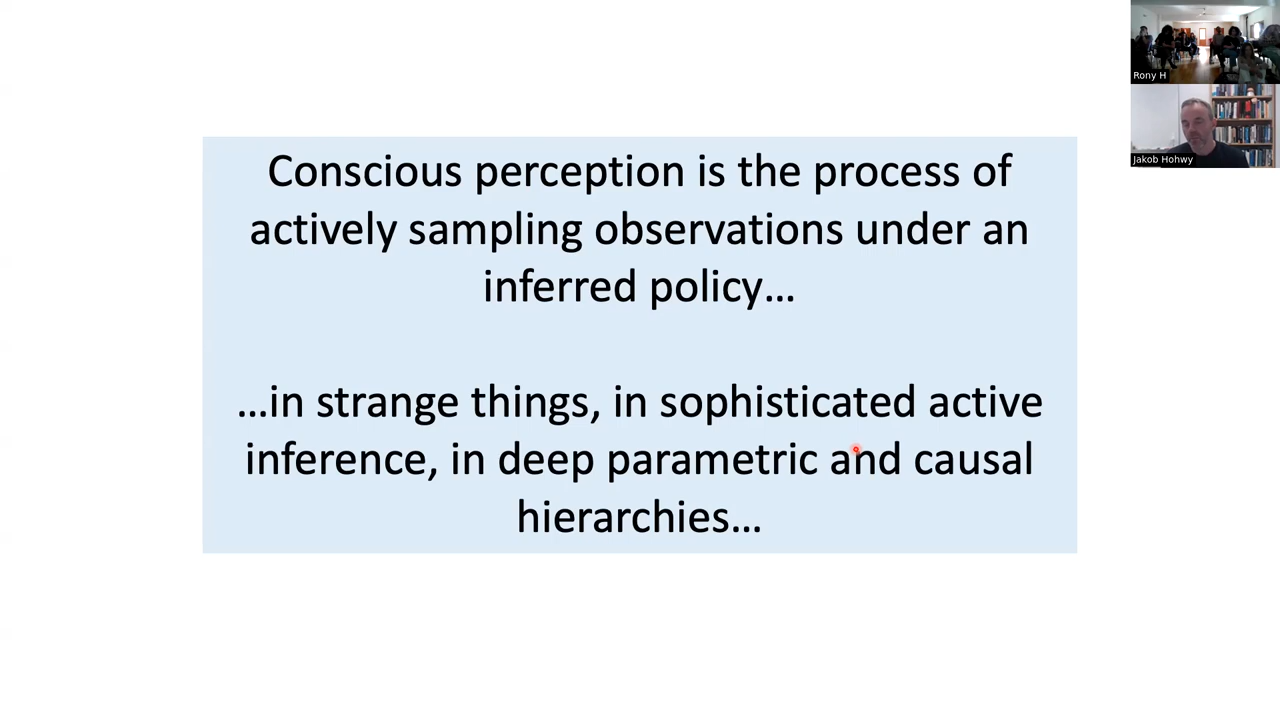 Conscious perception is the process of
actively sampling observations under an
inferred policy…
…in strange things, in sophisticated active
inference, in deep parametric and causal
hierarchies…
Rony H
Jakob Hohwy